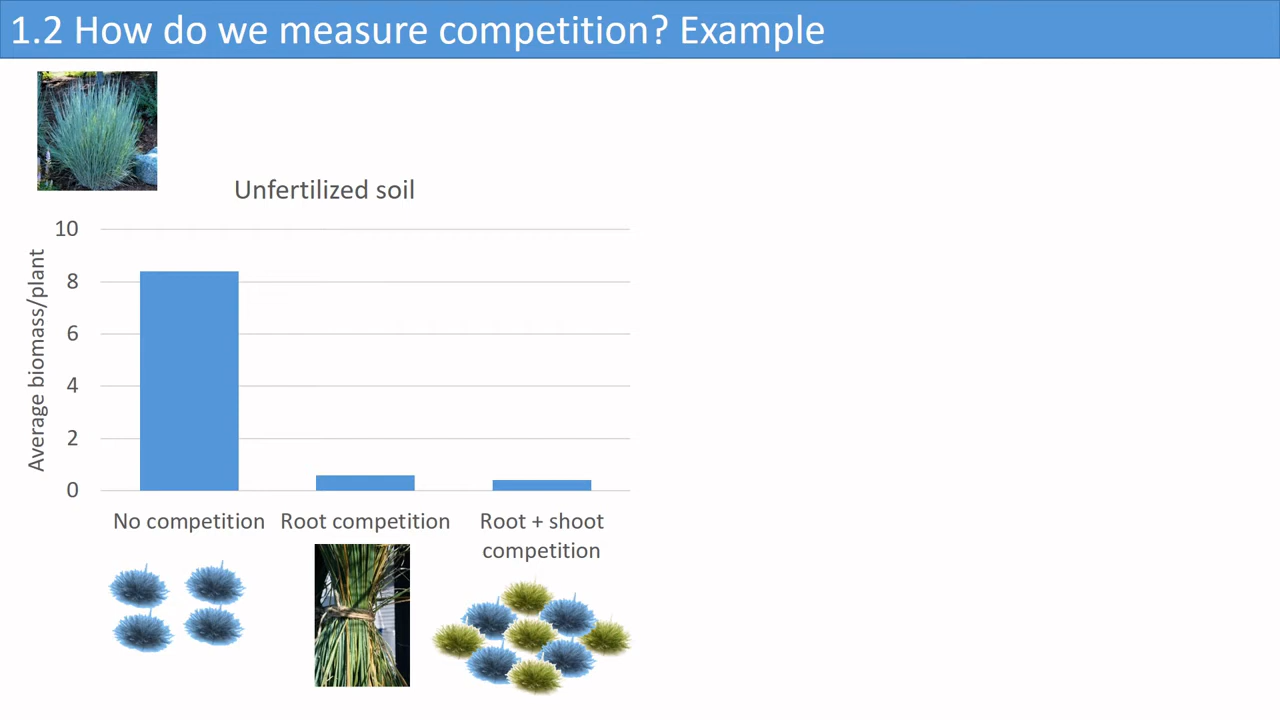 1.2 How do we measure competition? Example
Unfertilized soil
Average biomass/plant
10
8
6
4
2
0
No competition
Root competition
Root + shoot
competition